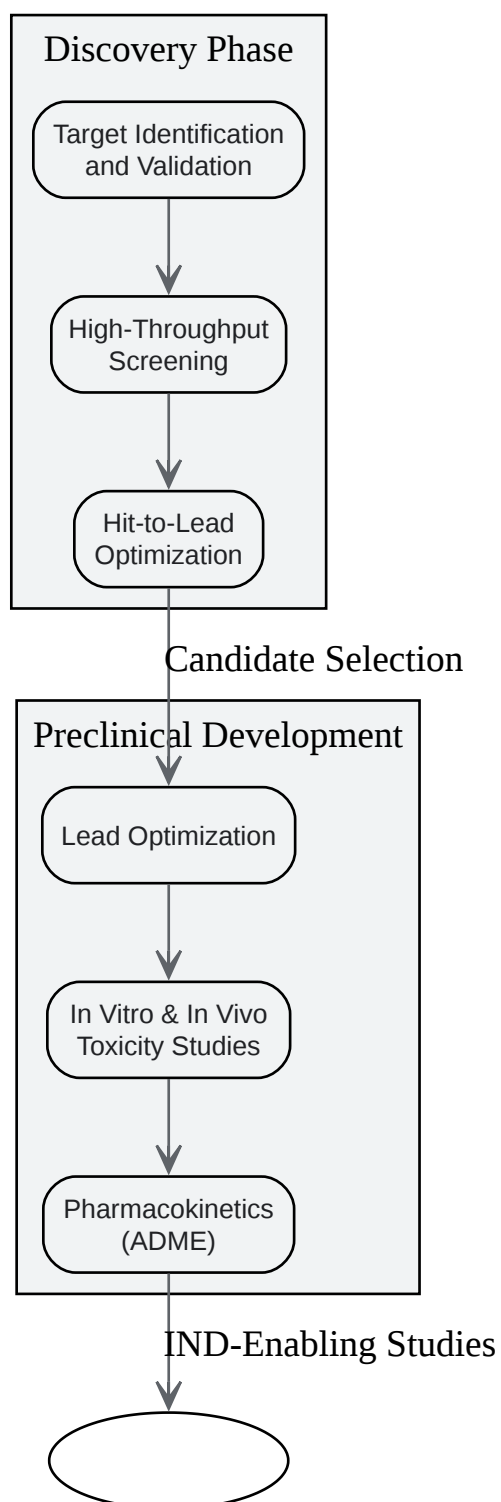 Discovery Phase
Target Identification
and Validation
High-Throughput
Screening
Hit-to-Lead
Optimization
Candidate Selection
Preclinical Development
Lead Optimization
In Vitro & In Vivo
Toxicity Studies
Pharmacokinetics
(ADME)
IND-Enabling Studies